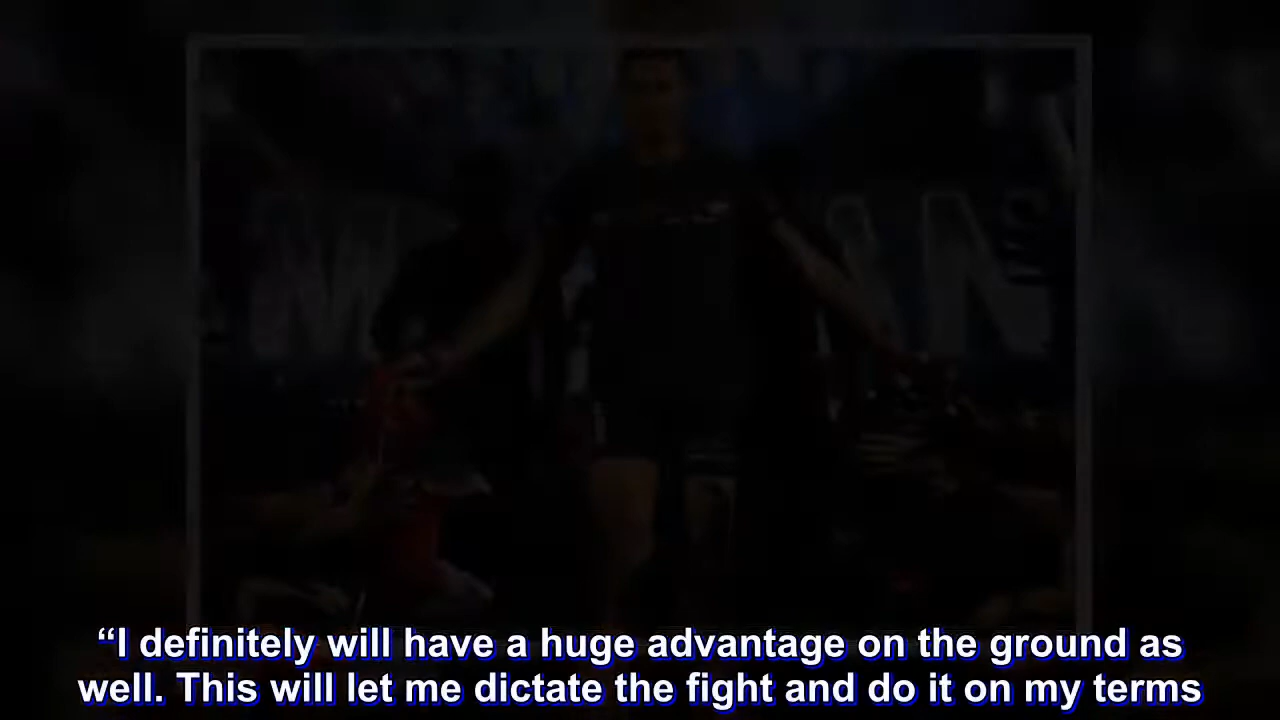 “I definitely will have a huge advantage on the ground as
well. This will let me dictate the fight and do it on my terms